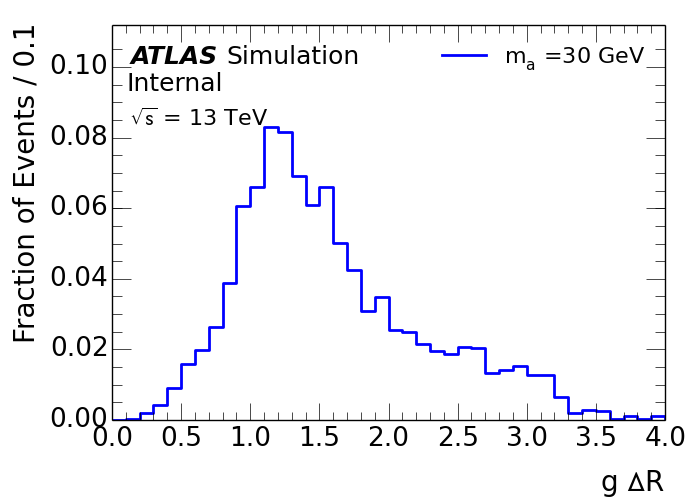 ATLAS Simulation
Internal
√s = 13 TeV
m_a =30 GeV
Fraction of Events / 0.1
0.10
0.08
0.06
0.04
0.02
0.00
0.0 0.5 1.0 1.5 2.0 2.5 3.0 3.5 4.0
g ΔR